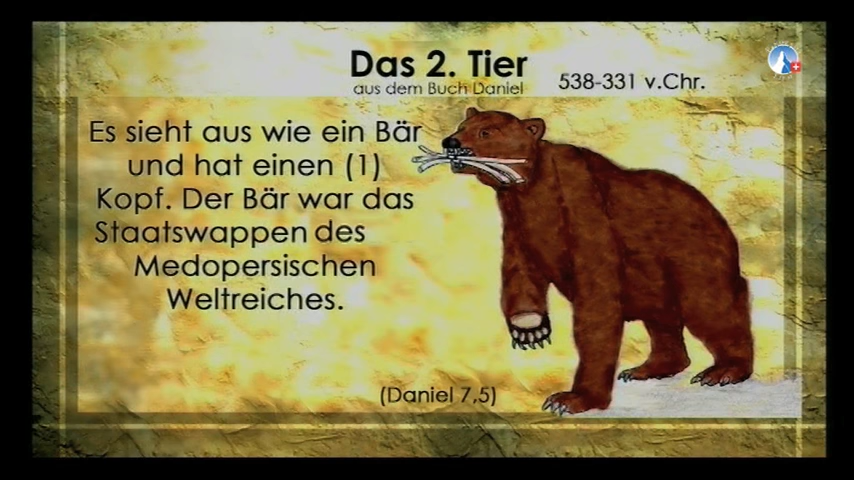 Das 2. Tier
aus dem Buch Daniel
538-331 v.Chr.
Es sieht aus wie ein Bär
und hat einen (1)
Kopf. Der Bär war das
Staatswappen des
Medopersischen
Weltreiches.
(Daniel 7,5)